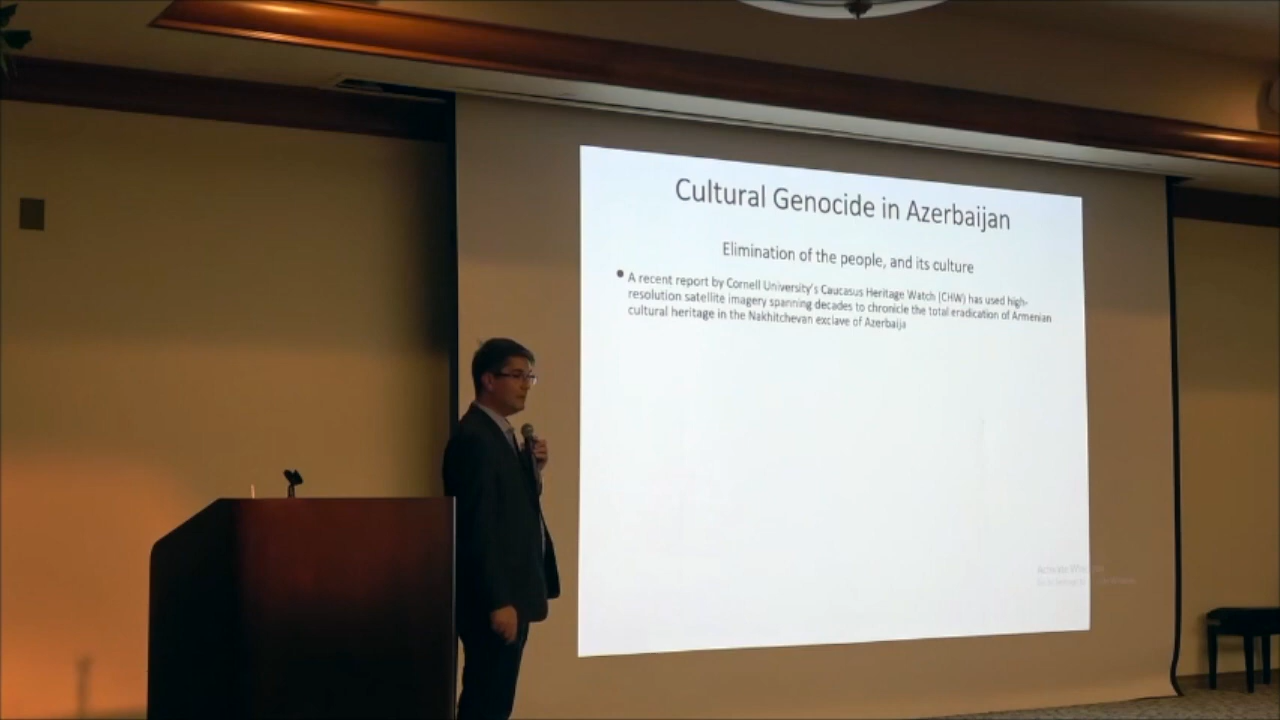 Cultural Genocide in Azerbaijan
Elimination of the people, and its culture
• A recent report by Cornell University's Caucasus Heritage Watch (CHW) has used high-
resolution satellite imagery spanning decades to chronicle the total eradication of Armenian
cultural heritage in the Nakhitchevan exclave of Azerbaija